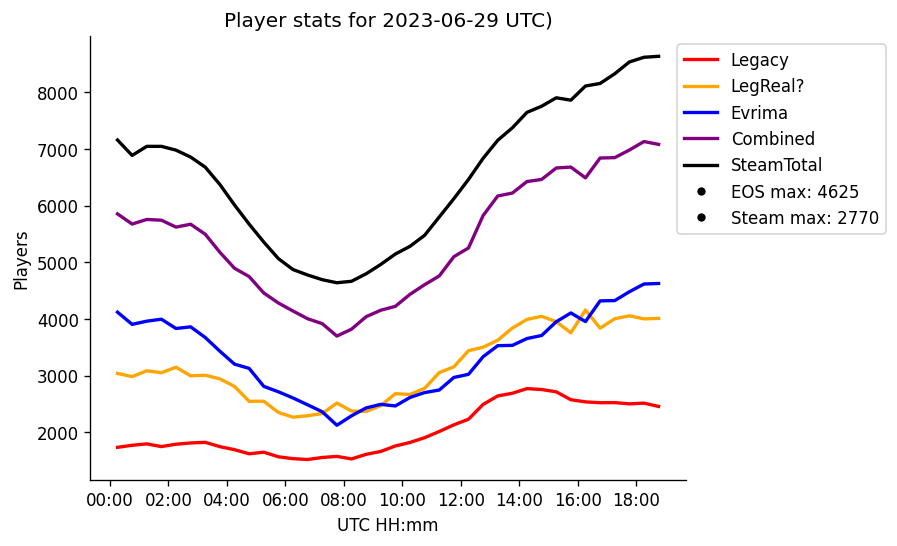 Player stats for 2023-06-29 UTC)
Legacy
LegReal?
Evrima
Combined
SteamTotal
EOS max: 4625
Steam max: 2770
Players
8000
7000
6000
5000
4000
3000
2000
00:00 02:00 04:00 06:00 08:00 10:00 12:00 14:00 16:00 18:00
UTC HH:mm